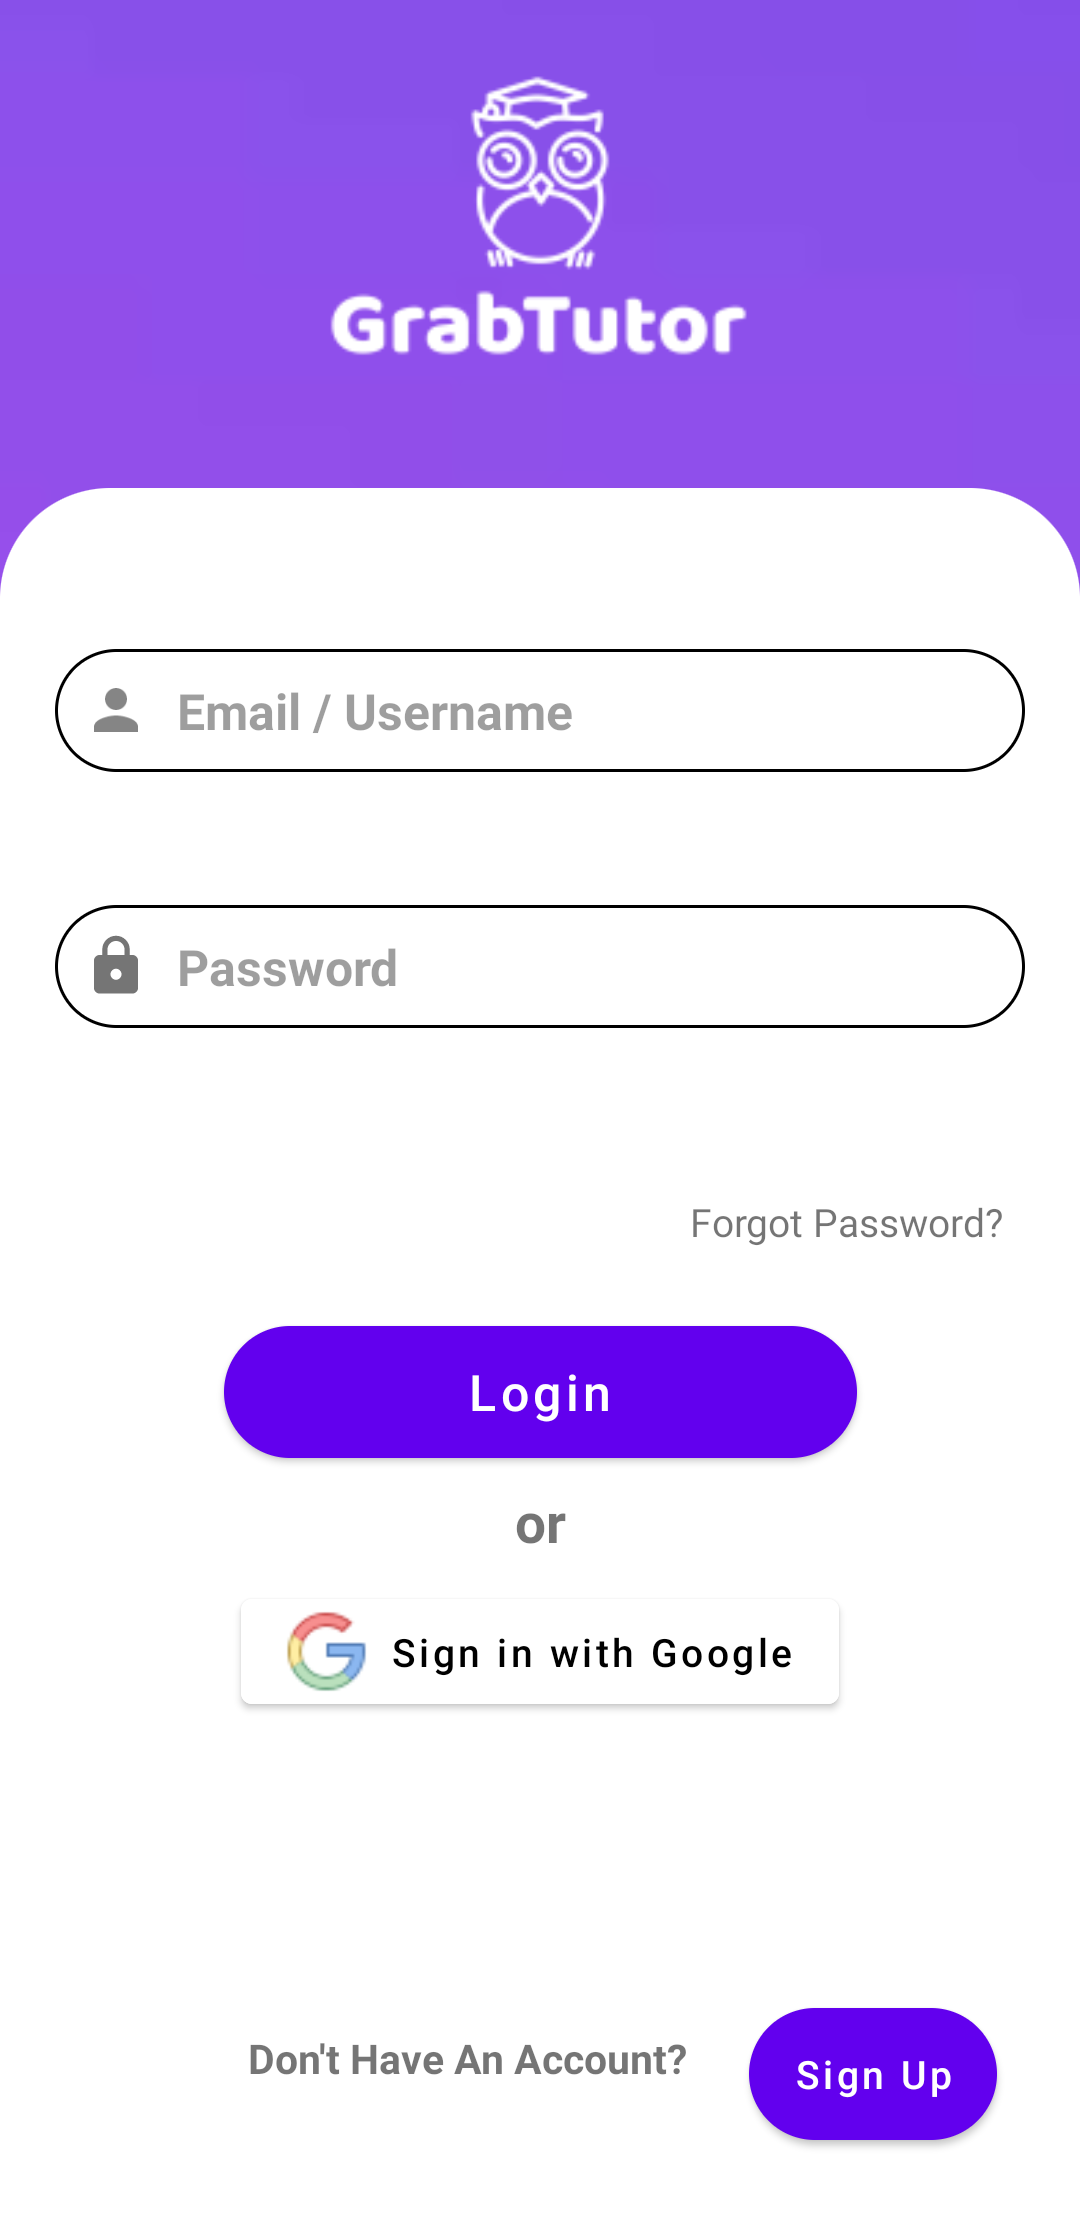 GrabTutor
Email / Username
Password
Forgot Password?
Login
or
Sign in with Google
Don't Have An Account?
Sign Up